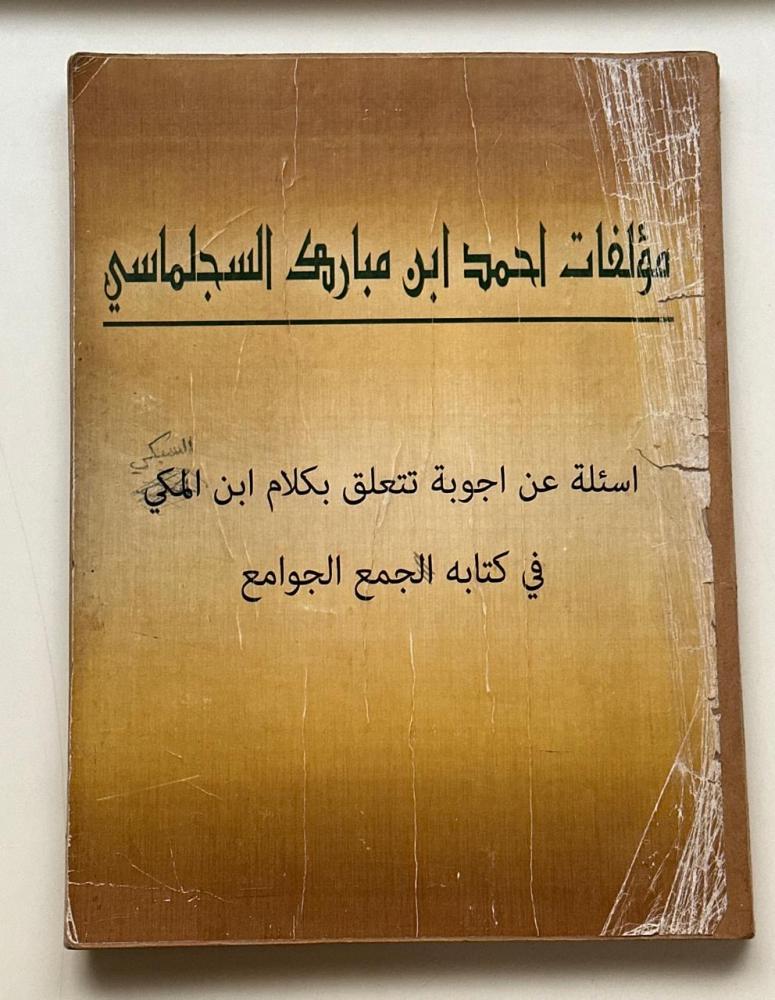 مؤلفات احمد ابن مبارك السجلماسي
السبكي
اسئلة عن اجوبة تتعلق بكلام ابن المكي
في كتابه الجمع الجوامع